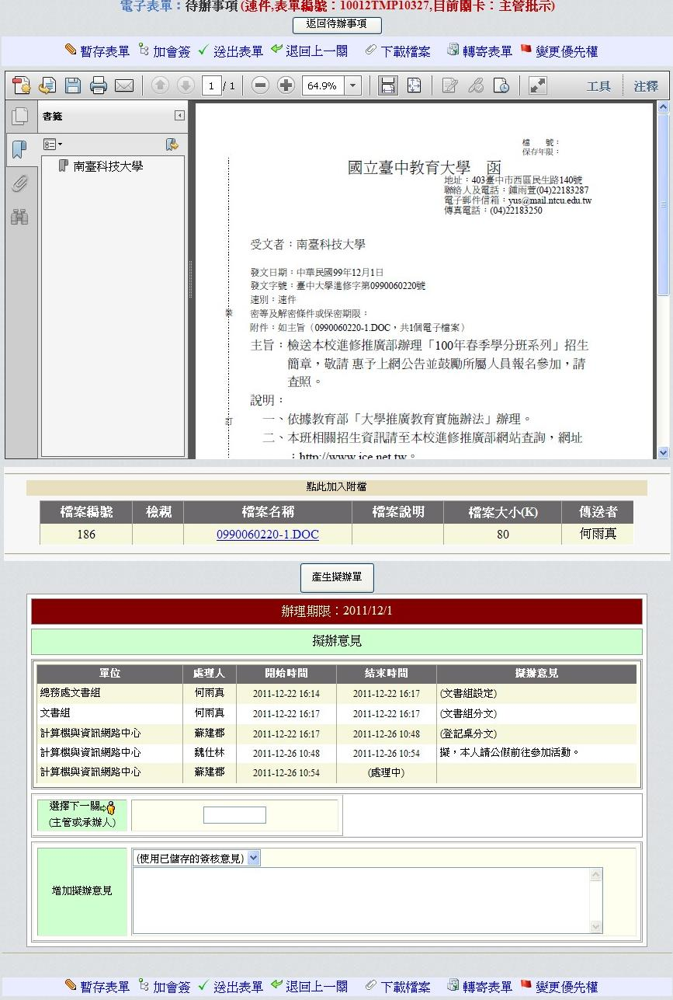 電子表單：待辦事項 (速件,表單編號：10012TMP10327,目前關卡：主管批示)
返回待辦事項
暫存表單 加會簽 送出表單 退回上一關 下載檔案 轉寄表單 變更優先權
1 / 1 64.9% 工具 注釋
書籤
南臺科技大學
檔　　號：
保存年限：
國立臺中教育大學　函
地址：403臺中市西區民生路140號
聯絡人及電話：鍾雨萱(04)22183287
電子郵件信箱：yus@mail.ntcu.edu.tw
傳真電話：(04)22183250
受文者：南臺科技大學
發文日期：中華民國99年12月1日
發文字號：臺中大學進修字第0990060220號
速別：速件
密等及解密條件或保密期限：
裝
附件：如主旨（0990060220-1.DOC，共1個電子檔案）
主旨：檢送本校進修推廣部辦理「100年春季學分班系列」招生
簡章，敬請 惠予上網公告並鼓勵所屬人員報名參加，請
查照。
說明：
訂
一、依據教育部「大學推廣教育實施辦法」辦理。
二、本班相關招生資訊請至本校進修推廣部網站查詢，網址
：http://www.ice.net.tw。
點此加入附檔
檔案編號 檢視 檔案名稱 檔案說明 檔案大小(K) 傳送者
186 0990060220-1.DOC 80 何雨真
產生擬辦單
辦理期限：2011/12/1
擬辦意見
單位 處理人 開始時間 結束時間 擬辦意見
總務處文書組 何雨真 2011-12-22 16:14 2011-12-22 16:17 (文書組設定)
文書組 何雨真 2011-12-22 16:17 2011-12-22 16:17 (文書組分文)
計算機與資訊網路中心 蘇建郡 2011-12-22 16:17 2011-12-26 10:48 (登記桌分文)
計算機與資訊網路中心 魏仕林 2011-12-26 10:48 2011-12-26 10:54 擬，本人請公假前往參加活動。
計算機與資訊網路中心 蘇建郡 2011-12-26 10:54 (處理中)
選擇下一關
(主管或承辦人)
(使用已儲存的簽核意見)
增加擬辦意見
暫存表單 加會簽 送出表單 退回上一關 下載檔案 轉寄表單 變更優先權